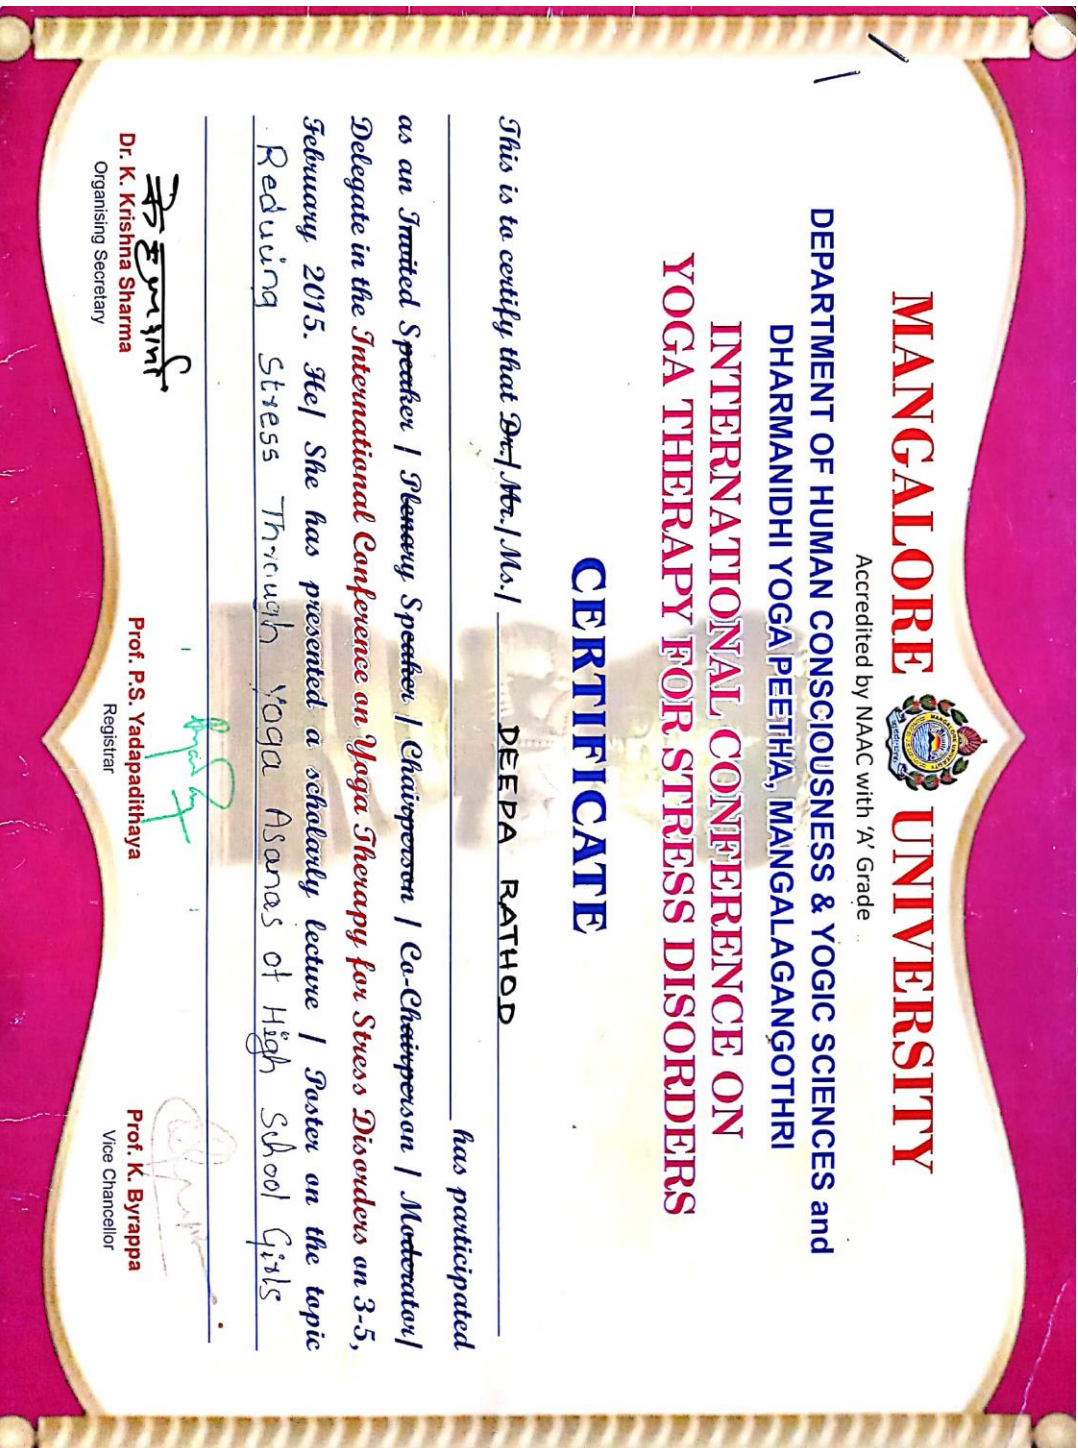 MANGALORE UNIVERSITY
Accredited by NAAC with 'A' Grade
DEPARTMENT OF HUMAN CONSCIOUSNESS & YOGIC SCIENCES and
DHARMANIDHI YOGA PEETHA, MANGALAGANGOTHRI
INTERNATIONAL CONFERENCE ON
YOGA THERAPY FOR STRESS DISORDERS
CERTIFICATE
This is to certify that Dr./ Mr./ Ms./ DEEPA RATHOD
has participated
as an Invited Speaker / Plenary Speaker / Chairperson / Co-Chairperson / Moderator/
Delegate in the International Conference on Yoga Therapy for Stress Disorders on 3-5,
February 2015. He/ She has presented a scholarly lecture / Poster on the topic
Reducing Stress Through Yoga Asanas of High School Girls
Dr. K. Krishna Sharma Prof. P.S. Yadapadithaya Prof. K. Byrappa
Organising Secretary Registrar Vice Chancellor